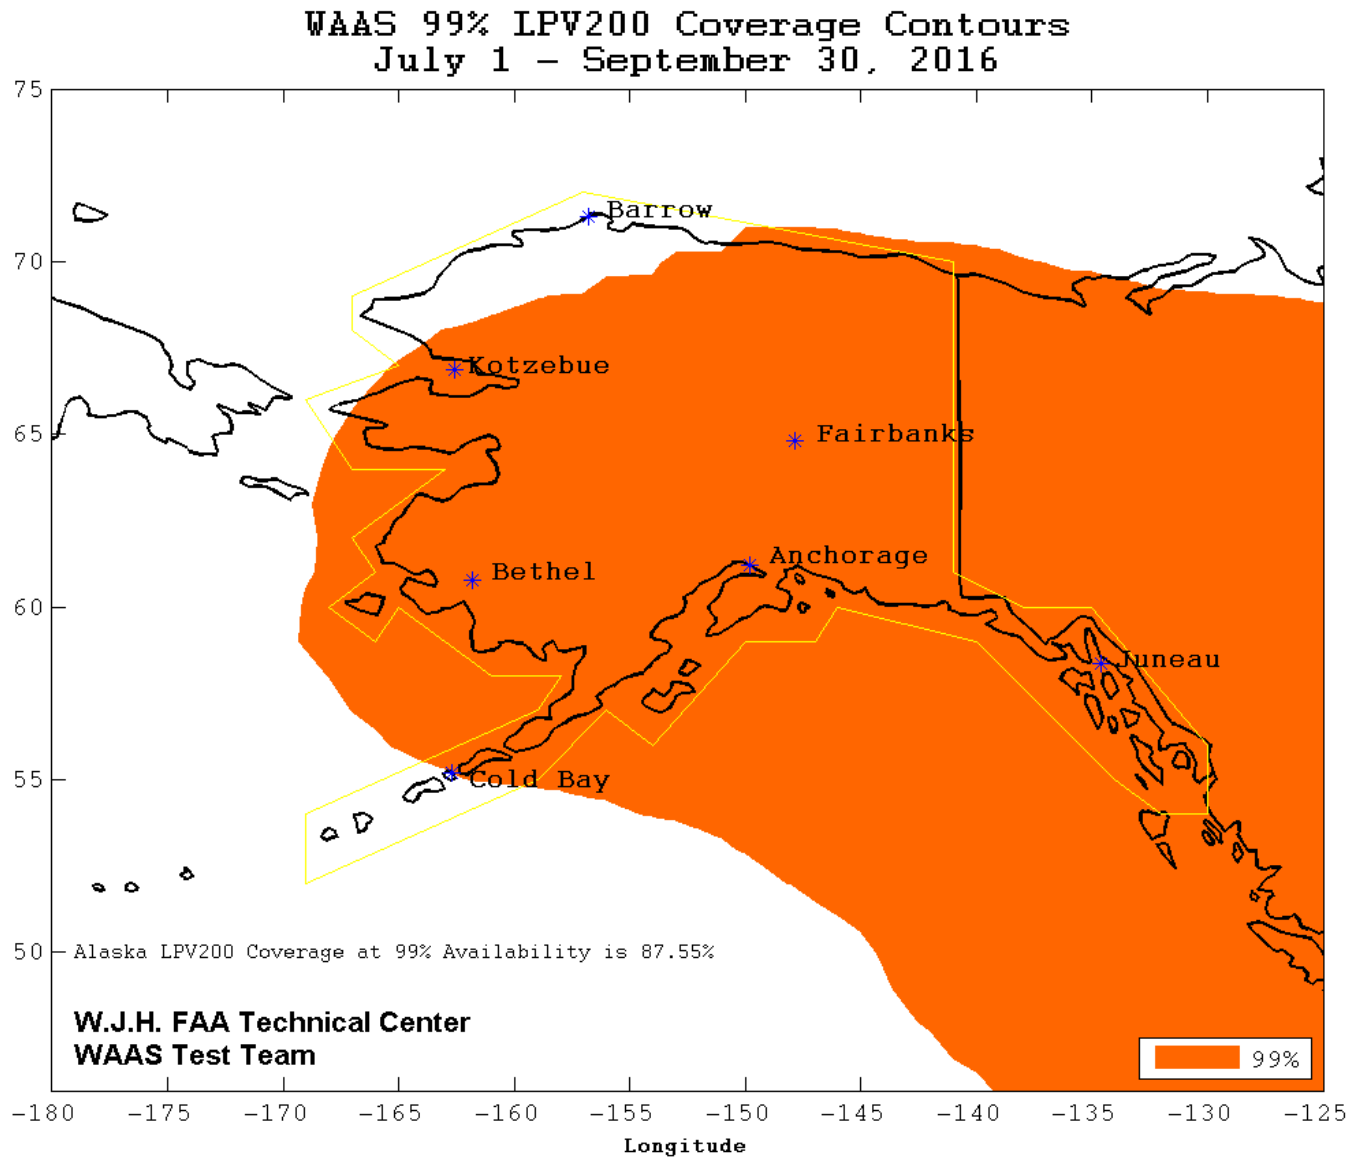 WAAS 99% LPV200 Coverage Contours
July 1 - September 30, 2016
75
Barrow
70
Kotzebue
65
Fairbanks
Anchorage
Bethel
60
Juneau
55
Cold Bay
50
Alaska LPV200 Coverage at 99% Availability is 87.55%
W.J.H. FAA Technical Center
WAAS Test Team
99%
-180 -175 -170 -165 -160 -155 -150 -145 -140 -135 -130 -125
Longitude